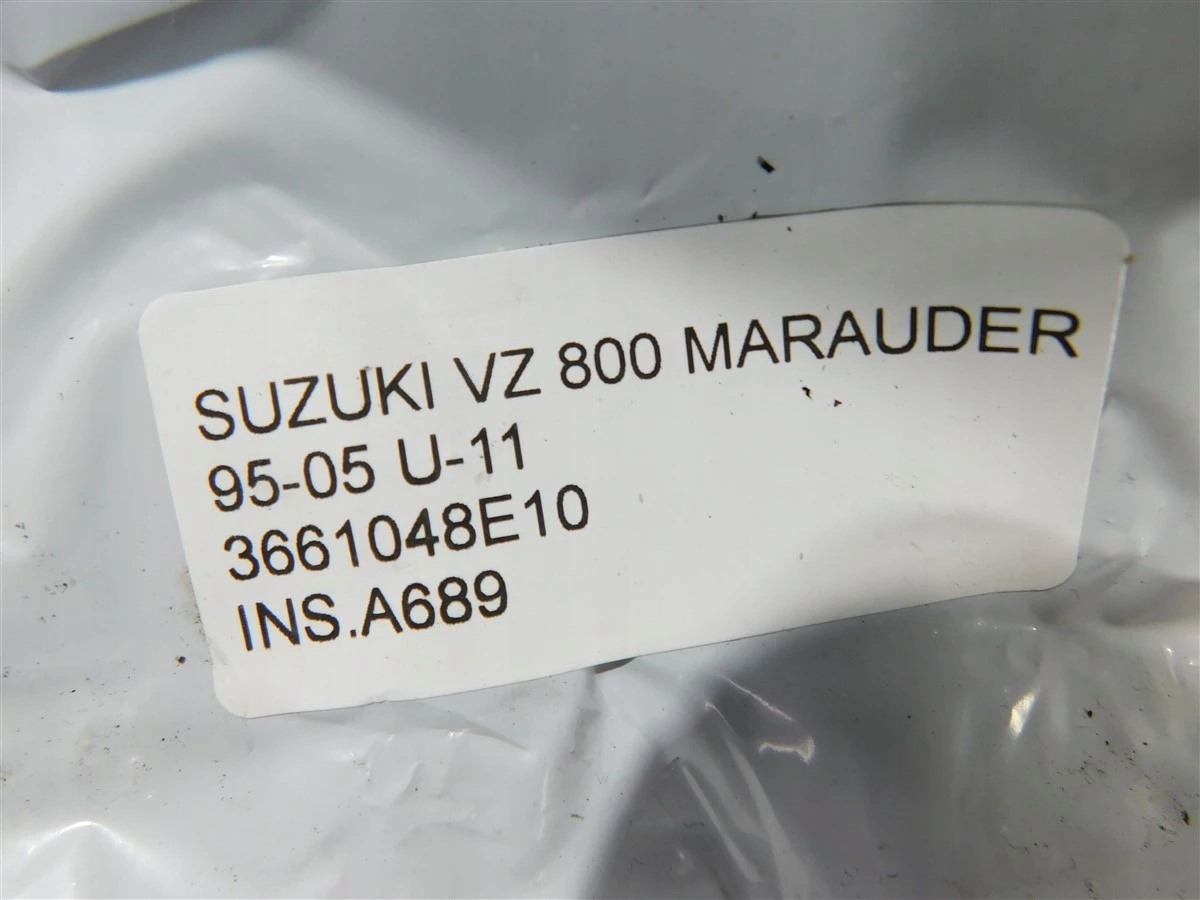 SUZUKI VZ 800 MARAUDER
95-05 U-11
3661048E10
INS.A689